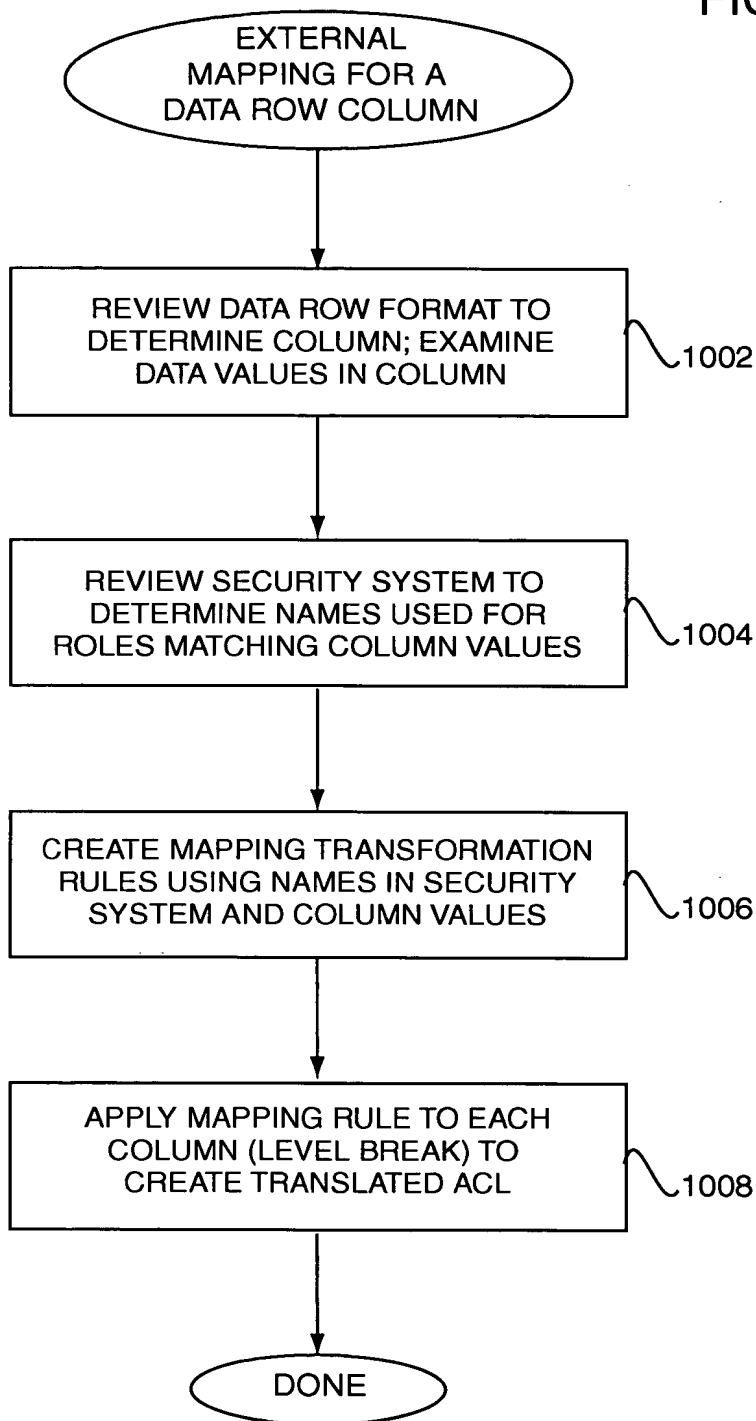 EXTERNAL
MAPPING FOR A
DATA ROW COLUMN
REVIEW DATA ROW FORMAT TO
DETERMINE COLUMN; EXAMINE
DATA VALUES IN COLUMN
1002
REVIEW SECURITY SYSTEM TO
DETERMINE NAMES USED FOR
ROLES MATCHING COLUMN VALUES
1004
CREATE MAPPING TRANSFORMATION
RULES USING NAMES IN SECURITY
SYSTEM AND COLUMN VALUES
1006
APPLY MAPPING RULE TO EACH
COLUMN (LEVEL BREAK) TO
CREATE TRANSLATED ACL
1008
DONE